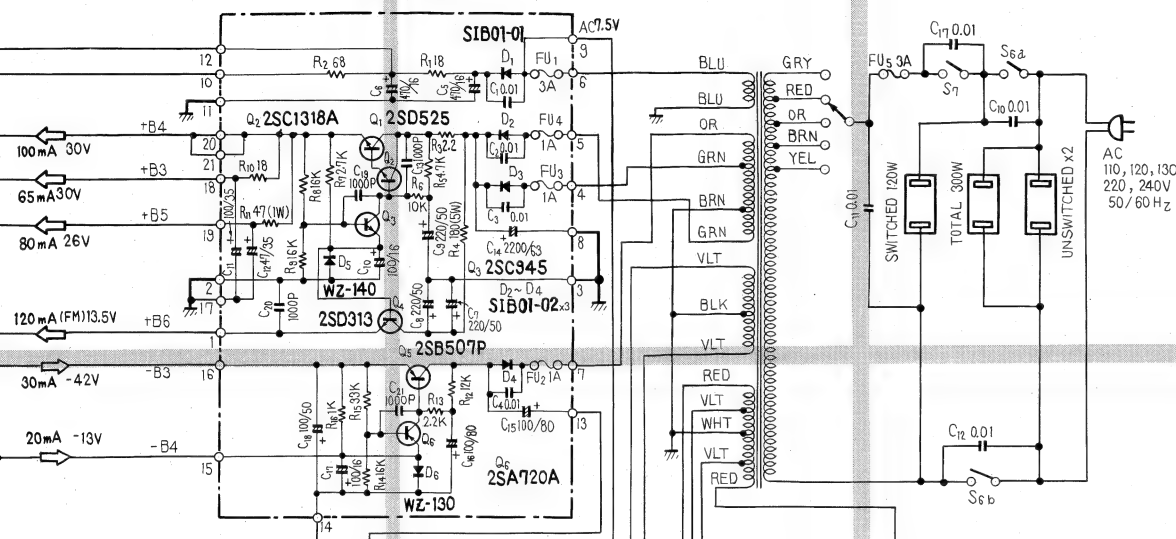 SIB01-01
AC7.5V
9
12
R2 68
R1 18
D1
FU1
3A
10
C6 470/16
C5 470/16
C1 0.01
6
11
BLU
BLU
GRY
RED
OR
BRN
YEL
FU5 3A
C17 0.01
S7
S6a
C10 0.01
AC
110, 120, 130
220, 240V
50/60 Hz
+B4
100mA 30V
20
21
Q2 2SC1318A
Q1 2SD525
R3 2.2
D2
FU4
1A
C2 0.01
5
OR
+B3
65mA 30V
18
R10 18
R8 16K
R7 2.7K
C19
1000P
Q2
C13 1000P
R5 4.7K
R6
10K
D3
FU3
1A
C3 0.01
4
GRN
BRN
GRN
+B5
80mA 26V
19
100/35
C11
R11 47(1W)
C12 47/35
R9 16K
Q3
C9 220/50
R4 180(5W)
C14 2200/63
8
C11 0.01
SWITCHED 120W
TOTAL 300W
UNSWITCHED x2
D5
C10
100/16
WZ-140
Q3
2SC945
VLT
2
17
C20
1000P
2SD313
Q4
C8 220/50
C7
220/50
D2~D4
SIB01-02x3
3
BLK
120mA (FM) 13.5V
+B6
1
VLT
2SB507P
Q5
30mA -42V
-B3
16
D4
FU2 1A
7
RED
C18 100/50
R16 1K
R15 33K
C21
1000P
R13
2.2K
R12 12K
C4 0.01
C15 100/80
13
VLT
WHT
20mA -13V
-B4
15
C17
100/16
R14 16K
Q6
D6
C16 100/80
Q6
2SA720A
WZ-130
VLT
RED
C12 0.01
S6b
14